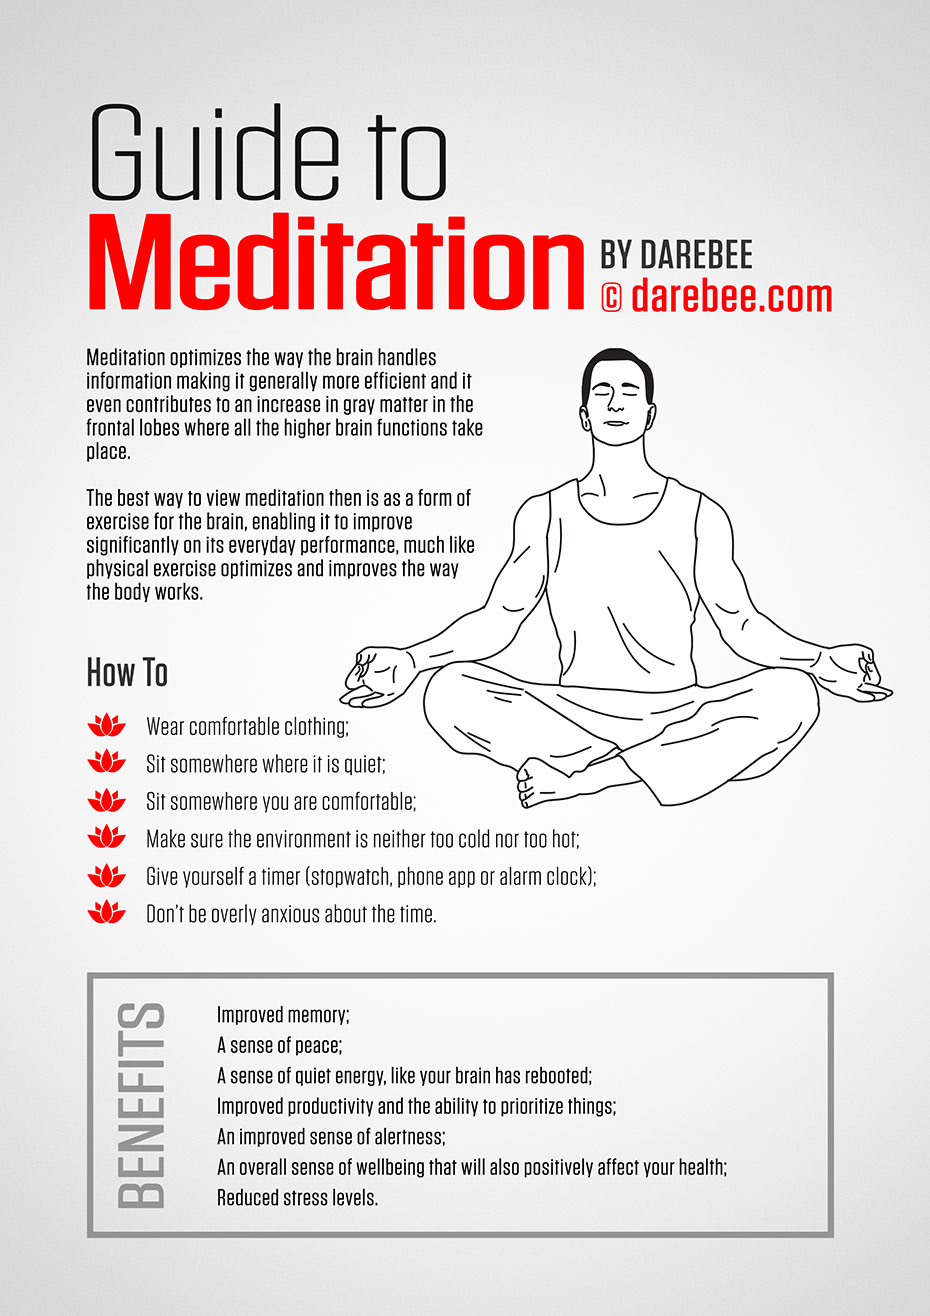 Guide to
Meditation
BY DAREBEE
© darebee.com
Meditation optimizes the way the brain handles
information making it generally more efficient and it
even contributes to an increase in gray matter in the
frontal lobes where all the higher brain functions take
place.
The best way to view meditation then is as a form of
exercise for the brain, enabling it to improve
significantly on its everyday performance, much like
physical exercise optimizes and improves the way
the body works.
How To
Wear comfortable clothing;
Sit somewhere where it is quiet;
Sit somewhere you are comfortable;
Make sure the environment is neither too cold nor too hot;
Give yourself a timer (stopwatch, phone app or alarm clock);
Don't be overly anxious about the time.
BENEFITS
Improved memory;
A sense of peace;
A sense of quiet energy, like your brain has rebooted;
Improved productivity and the ability to prioritize things;
An improved sense of alertness;
An overall sense of wellbeing that will also positively affect your health;
Reduced stress levels.